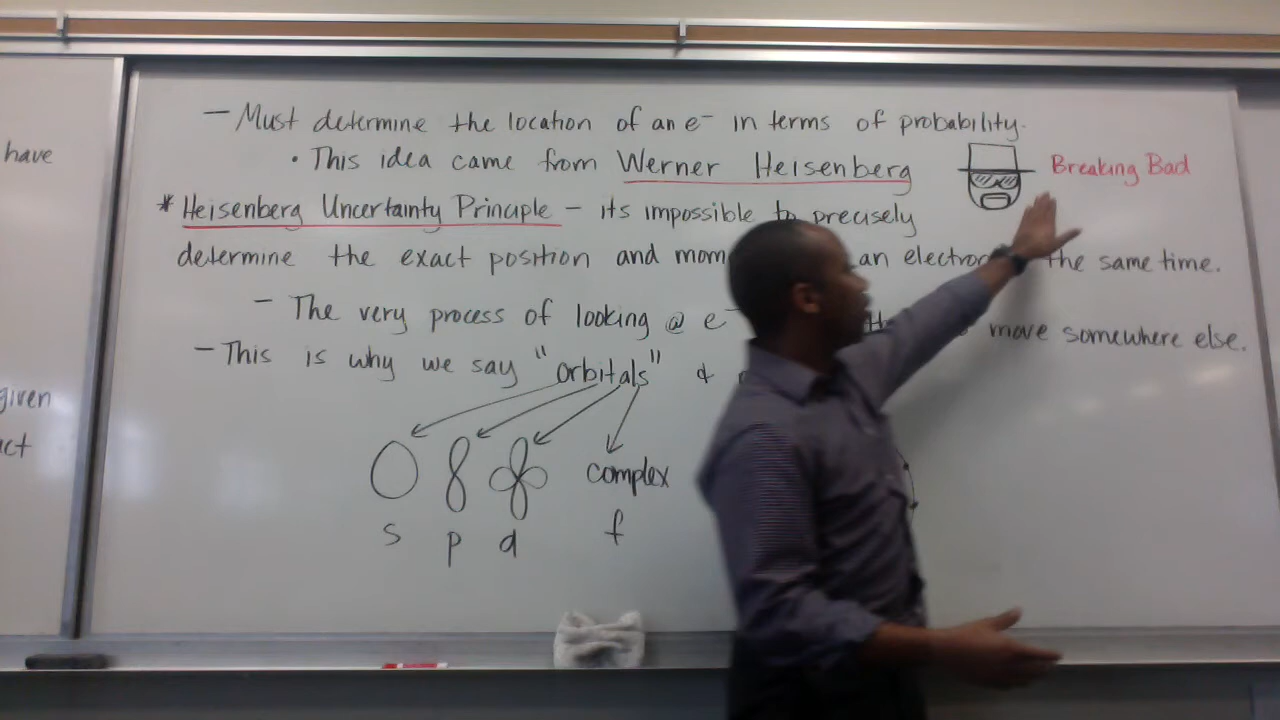 have
given
ct
– Must determine the location of an e⁻ in terms of probability.
• This idea came from Werner Heisenberg
Breaking Bad
* Heisenberg Uncertainty Principle – its impossible to precisely
determine the exact position and mom an electron the same time.
– The very process of looking @ e⁻ move somewhere else.
– This is why we say "orbitals" &
complex
s p d f